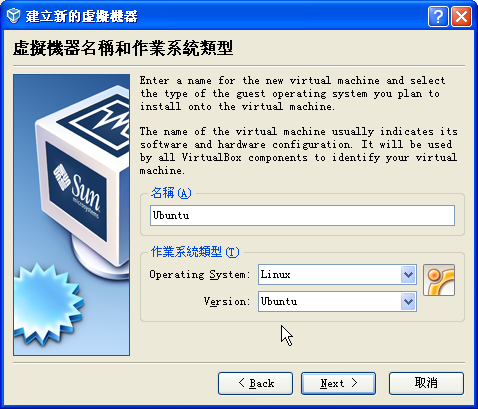 建立新的虛擬機器
虛擬機器名稱和作業系統類型
Enter a name for the new virtual machine and select
the type of the guest operating system you plan to
install onto the virtual machine.
The name of the virtual machine usually indicates its
software and hardware configuration. It will be used
by all VirtualBox components to identify your virtual
machine.
Sun
microsystems
名稱(A)
Ubuntu
作業系統類型(T)
Operating System: Linux
Version: Ubuntu
< Back Next > 取消